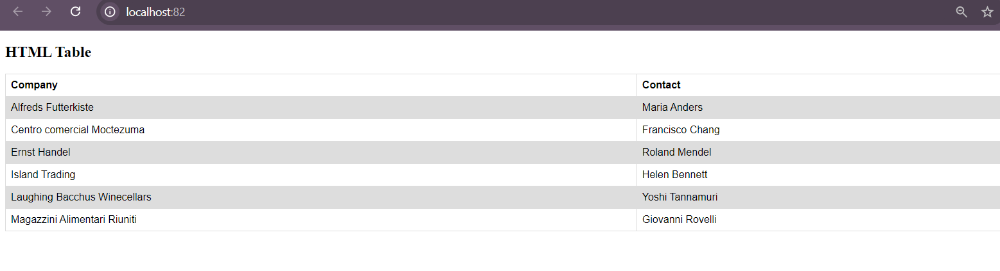 localhost:82
HTML Table
Company Contact
Alfreds Futterkiste Maria Anders
Centro comercial Moctezuma Francisco Chang
Ernst Handel Roland Mendel
Island Trading Helen Bennett
Laughing Bacchus Winecellars Yoshi Tannamuri
Magazzini Alimentari Riuniti Giovanni Rovelli